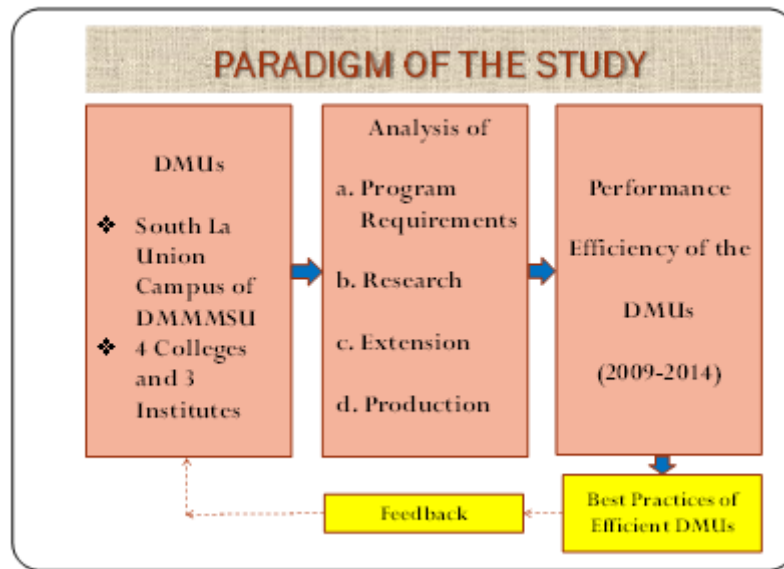 PARADIGM OF THE STUDY
DMUs
❖ South La
Union
Campus of
DMMMSU
❖ 4 Colleges
and 3
Institutes
Analysis of
a. Program
Requirements
b. Research
c. Extension
d. Production
Performance
Efficiency of the
DMUs
(2009-2014)
Best Practices of
Efficient DMUs
Feedback